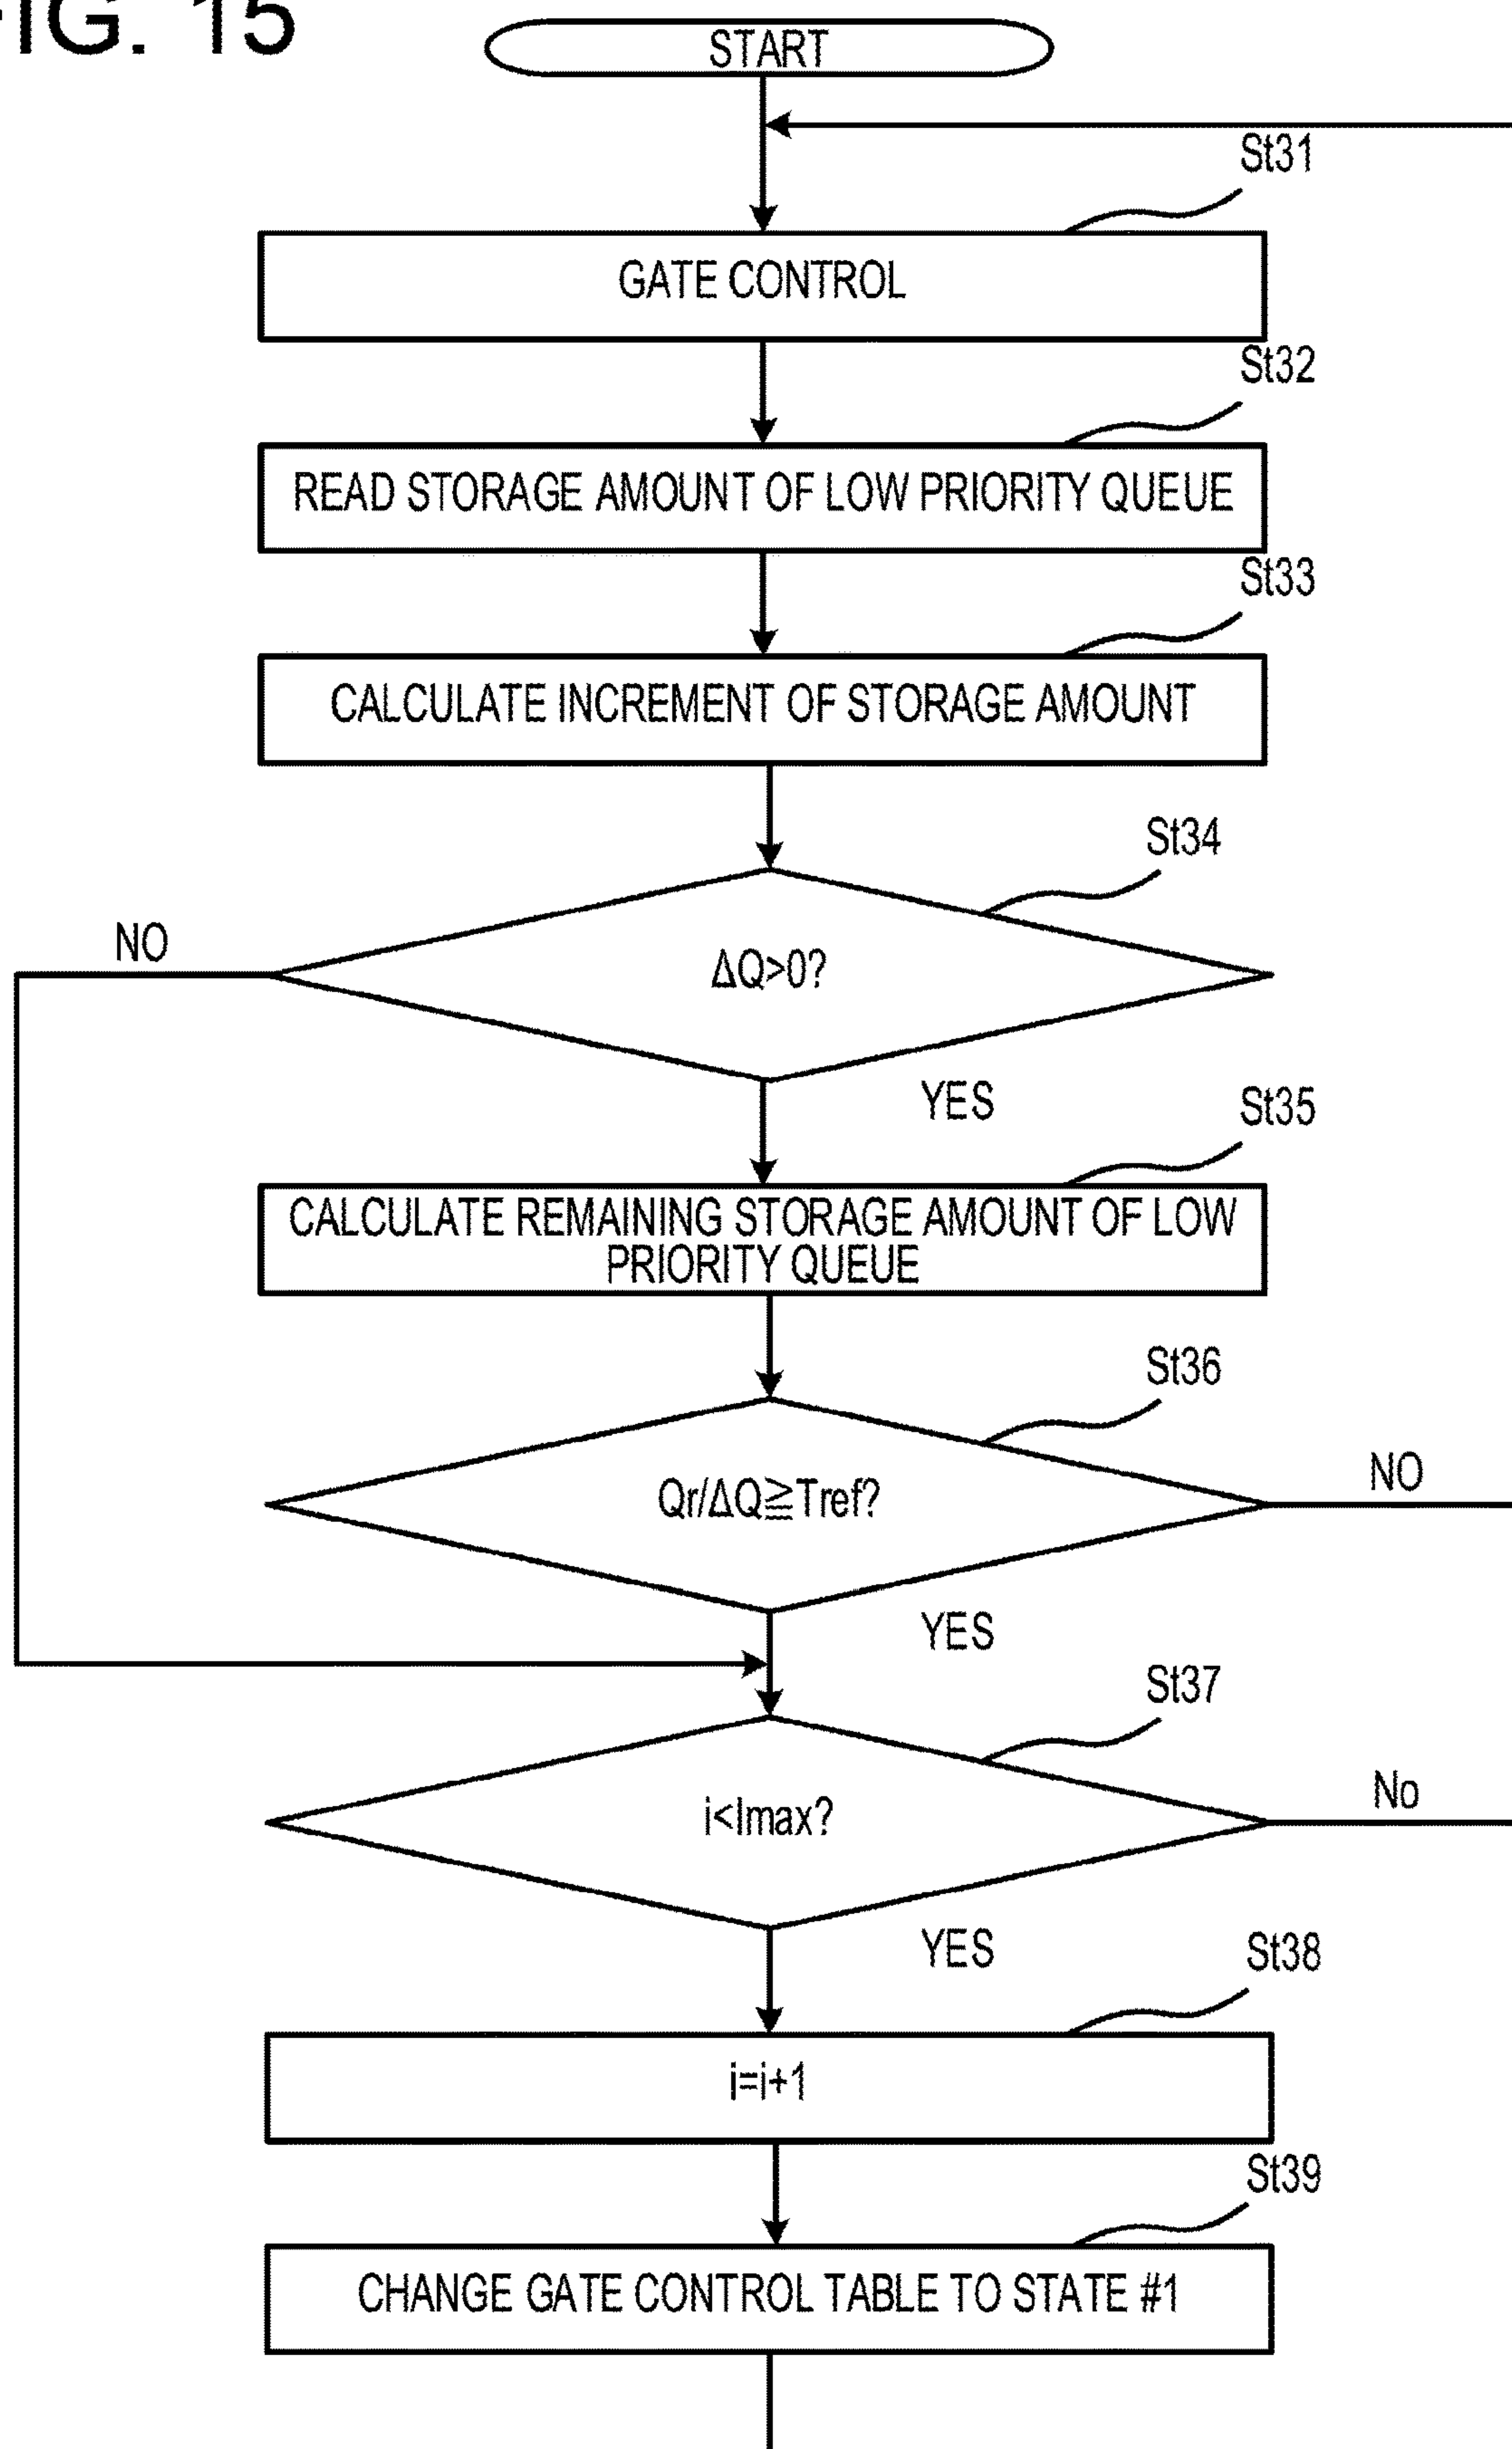 FIG. 15
START
St31
GATE CONTROL
St32
READ STORAGE AMOUNT OF LOW PRIORITY QUEUE
St33
CALCULATE INCREMENT OF STORAGE AMOUNT
St34
NO
ΔQ>0?
YES
St35
CALCULATE REMAINING STORAGE AMOUNT OF LOW
PRIORITY QUEUE
St36
Qr/ΔQ≧Tref?
NO
YES
St37
i<Imax?
No
YES
St38
i=i+1
St39
CHANGE GATE CONTROL TABLE TO STATE #1